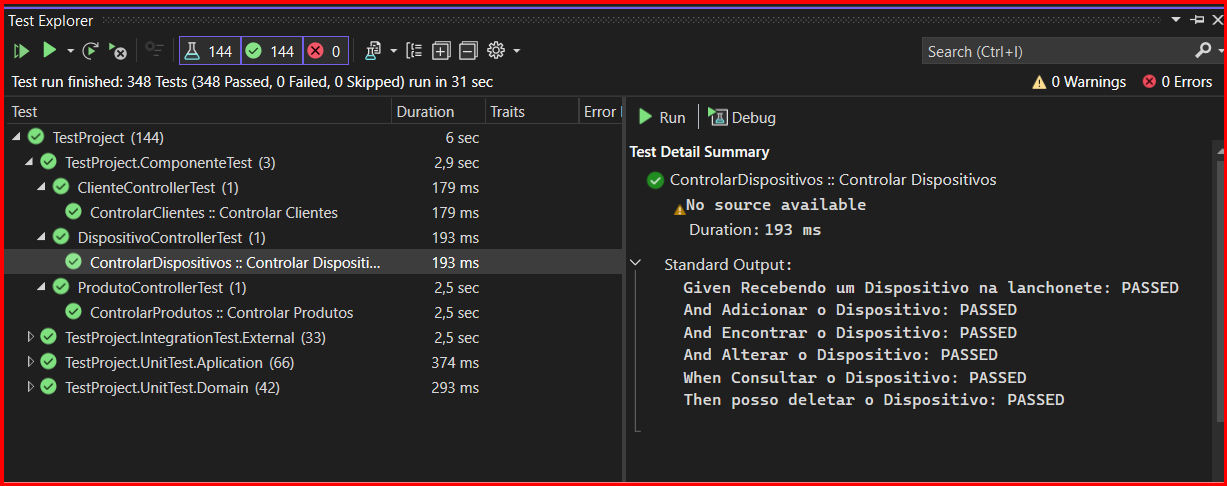 Test Explorer
144 144 0
Search (Ctrl+I)
Test run finished: 348 Tests (348 Passed, 0 Failed, 0 Skipped) run in 31 sec
0 Warnings 0 Errors
Test Duration Traits Error
TestProject (144) 6 sec
TestProject.ComponenteTest (3) 2,9 sec
ClienteControllerTest (1) 179 ms
ControlarClientes :: Controlar Clientes 179 ms
DispositivoControllerTest (1) 193 ms
ControlarDispositivos :: Controlar Dispositi... 193 ms
ProdutoControllerTest (1) 2,5 sec
ControlarProdutos :: Controlar Produtos 2,5 sec
TestProject.IntegrationTest.External (33) 2,5 sec
TestProject.UnitTest.Aplication (66) 374 ms
TestProject.UnitTest.Domain (42) 293 ms
Run Debug
Test Detail Summary
ControlarDispositivos :: Controlar Dispositivos
No source available
Duration: 193 ms
Standard Output:
Given Recebendo um Dispositivo na lanchonete: PASSED
And Adicionar o Dispositivo: PASSED
And Encontrar o Dispositivo: PASSED
And Alterar o Dispositivo: PASSED
When Consultar o Dispositivo: PASSED
Then posso deletar o Dispositivo: PASSED